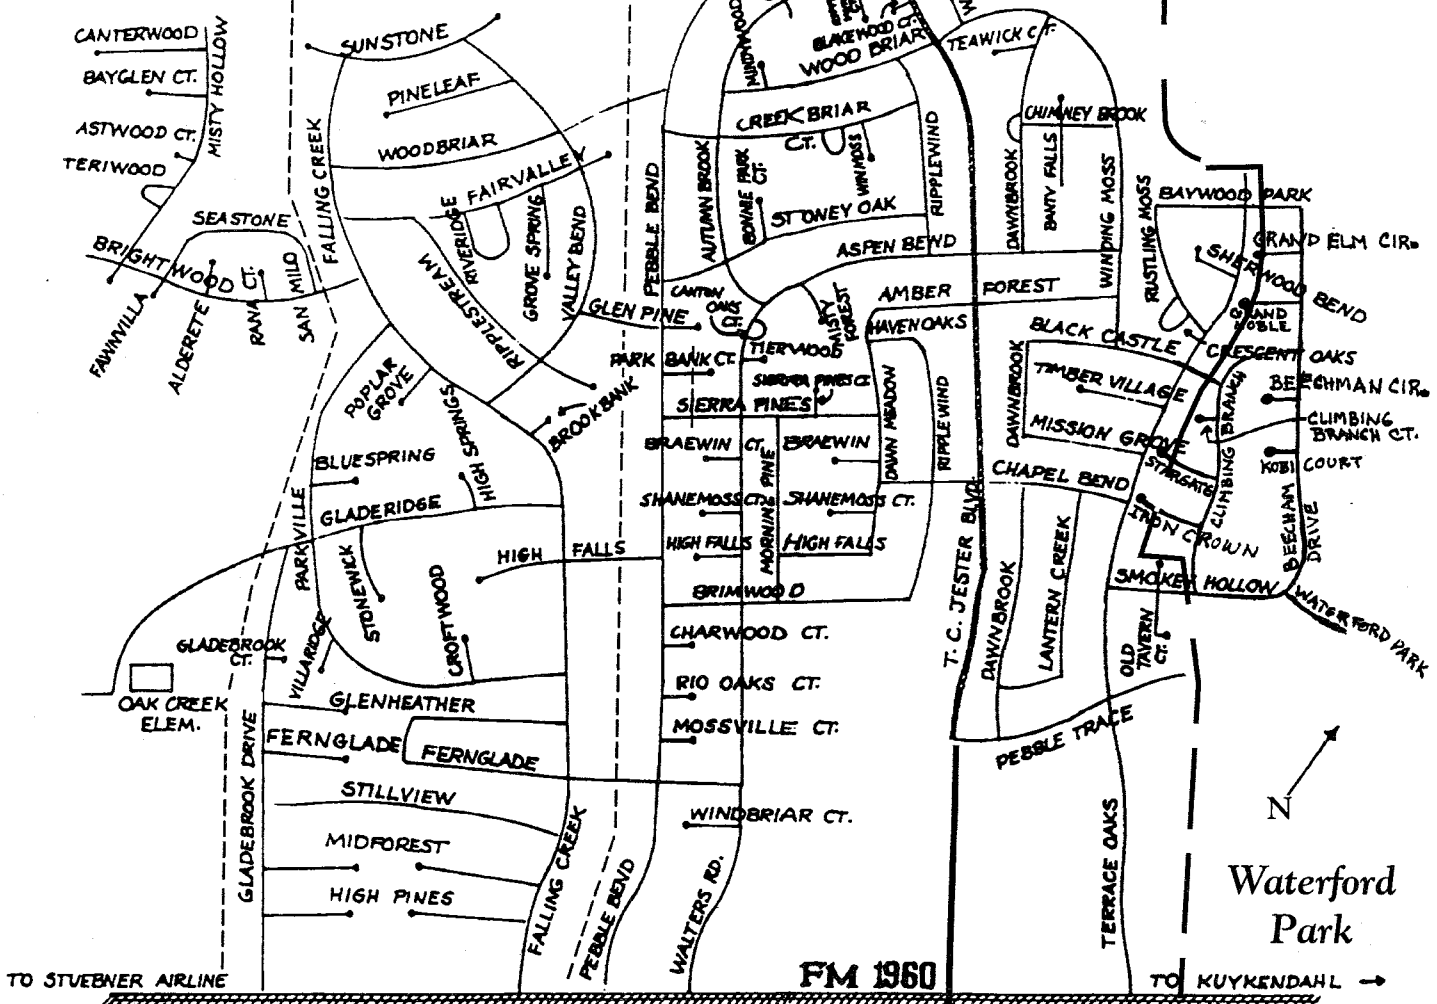 CANTERWOOD
BAYGLEN CT.
ASTWOOD CT.
TERIWOOD
MISTY HOLLOW
SEASTONE
BRIGHTWOOD
FAWNVILLA
ALDERETE
RANA CT.
SAN MILO
SUNSTONE
PINELEAF
WOODBRIAR
FALLING CREEK
FAIRVALLEY
RIVERIDGE
GROVE SPRING
VALLEY BEND
RIPPLESTREAM
GLEN PINE
POPLAR
GROVE
HIGH SPRINGS
BROOKBANK
BLUESPRING
GLADERIDGE
PARKVILLE
STONEWICK
CROFTWOOD
VILLARIDGE
HIGH FALLS
GLADEBROOK
CT.
OAK CREEK
ELEM.
GLENHEATHER
FERNGLADE
FERNGLADE
STILLVIEW
MIDFOREST
HIGH PINES
GLADEBROOK DRIVE
FALLING CREEK
PEBBLE BEND
WALTERS RD.
PEBBLE BEND
AUTUMN BROOK
MINDYWOOD
BLAKEWOOD CT.
WOOD BRIAR
CREEK BRIAR
CT.
BONNIE PARK
CT.
WINMOSS
RIPPLEWIND
STONEY OAK
ASPEN BEND
AMBER FOREST
CANTON
OAKS
CT.
MISTY
FOREST
HAVEN OAKS
TIERWOOD
PARK BANK CT.
SIERRA PINES CT
SIERRA PINES
BRAEWIN CT.
BRAEWIN
SHANEMOSS CT.
SHANEMOSS CT.
MORNING PINE
HIGH FALLS
HIGH FALLS
DAWN MEADOW
RIPPLEWIND
BRIMWOOD
CHARWOOD CT.
RIO OAKS CT.
MOSSVILLE CT.
WINDBRIAR CT.
TEAWICK CT.
CHIMNEY BROOK
DAWNBROOK
BANTY FALLS
WINDING MOSS
RUSTLING MOSS
BAYWOOD PARK
GRAND ELM CIR.
SHERWOOD BEND
GRAND
NOBLE
CRESCENT OAKS
BLACK CASTLE
TIMBER VILLAGE
DAWNBROOK
MISSION GROVE
CHAPEL BEND
STARGATE
CLIMBING BRANCH
BEECHMAN CIR.
CLIMBING
BRANCH CT.
KOBI COURT
IRON CROWN
BEECHAM
DRIVE
SMOKEY HOLLOW
WATERFORD PARK
OLD
TAVERN
CT.
T. C. JESTER BLVD.
DAWNBROOK
LANTERN CREEK
PEBBLE TRACE
TERRACE OAKS
N
Waterford
Park
TO STUEBNER AIRLINE
FM 1960
TO KUYKENDAHL →